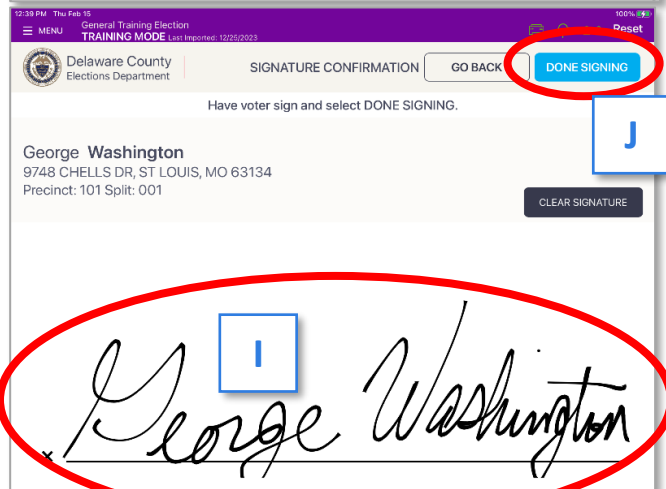 12:39 PM Thu Feb 15 100%
MENU General Training Election Reset
TRAINING MODE Last Imported: 12/25/2023
Delaware County
Elections Department
SIGNATURE CONFIRMATION GO BACK DONE SIGNING
Have voter sign and select DONE SIGNING.
J
George Washington
9748 CHELLS DR, ST LOUIS, MO 63134
Precinct: 101 Split: 001
CLEAR SIGNATURE
I
× George Washington